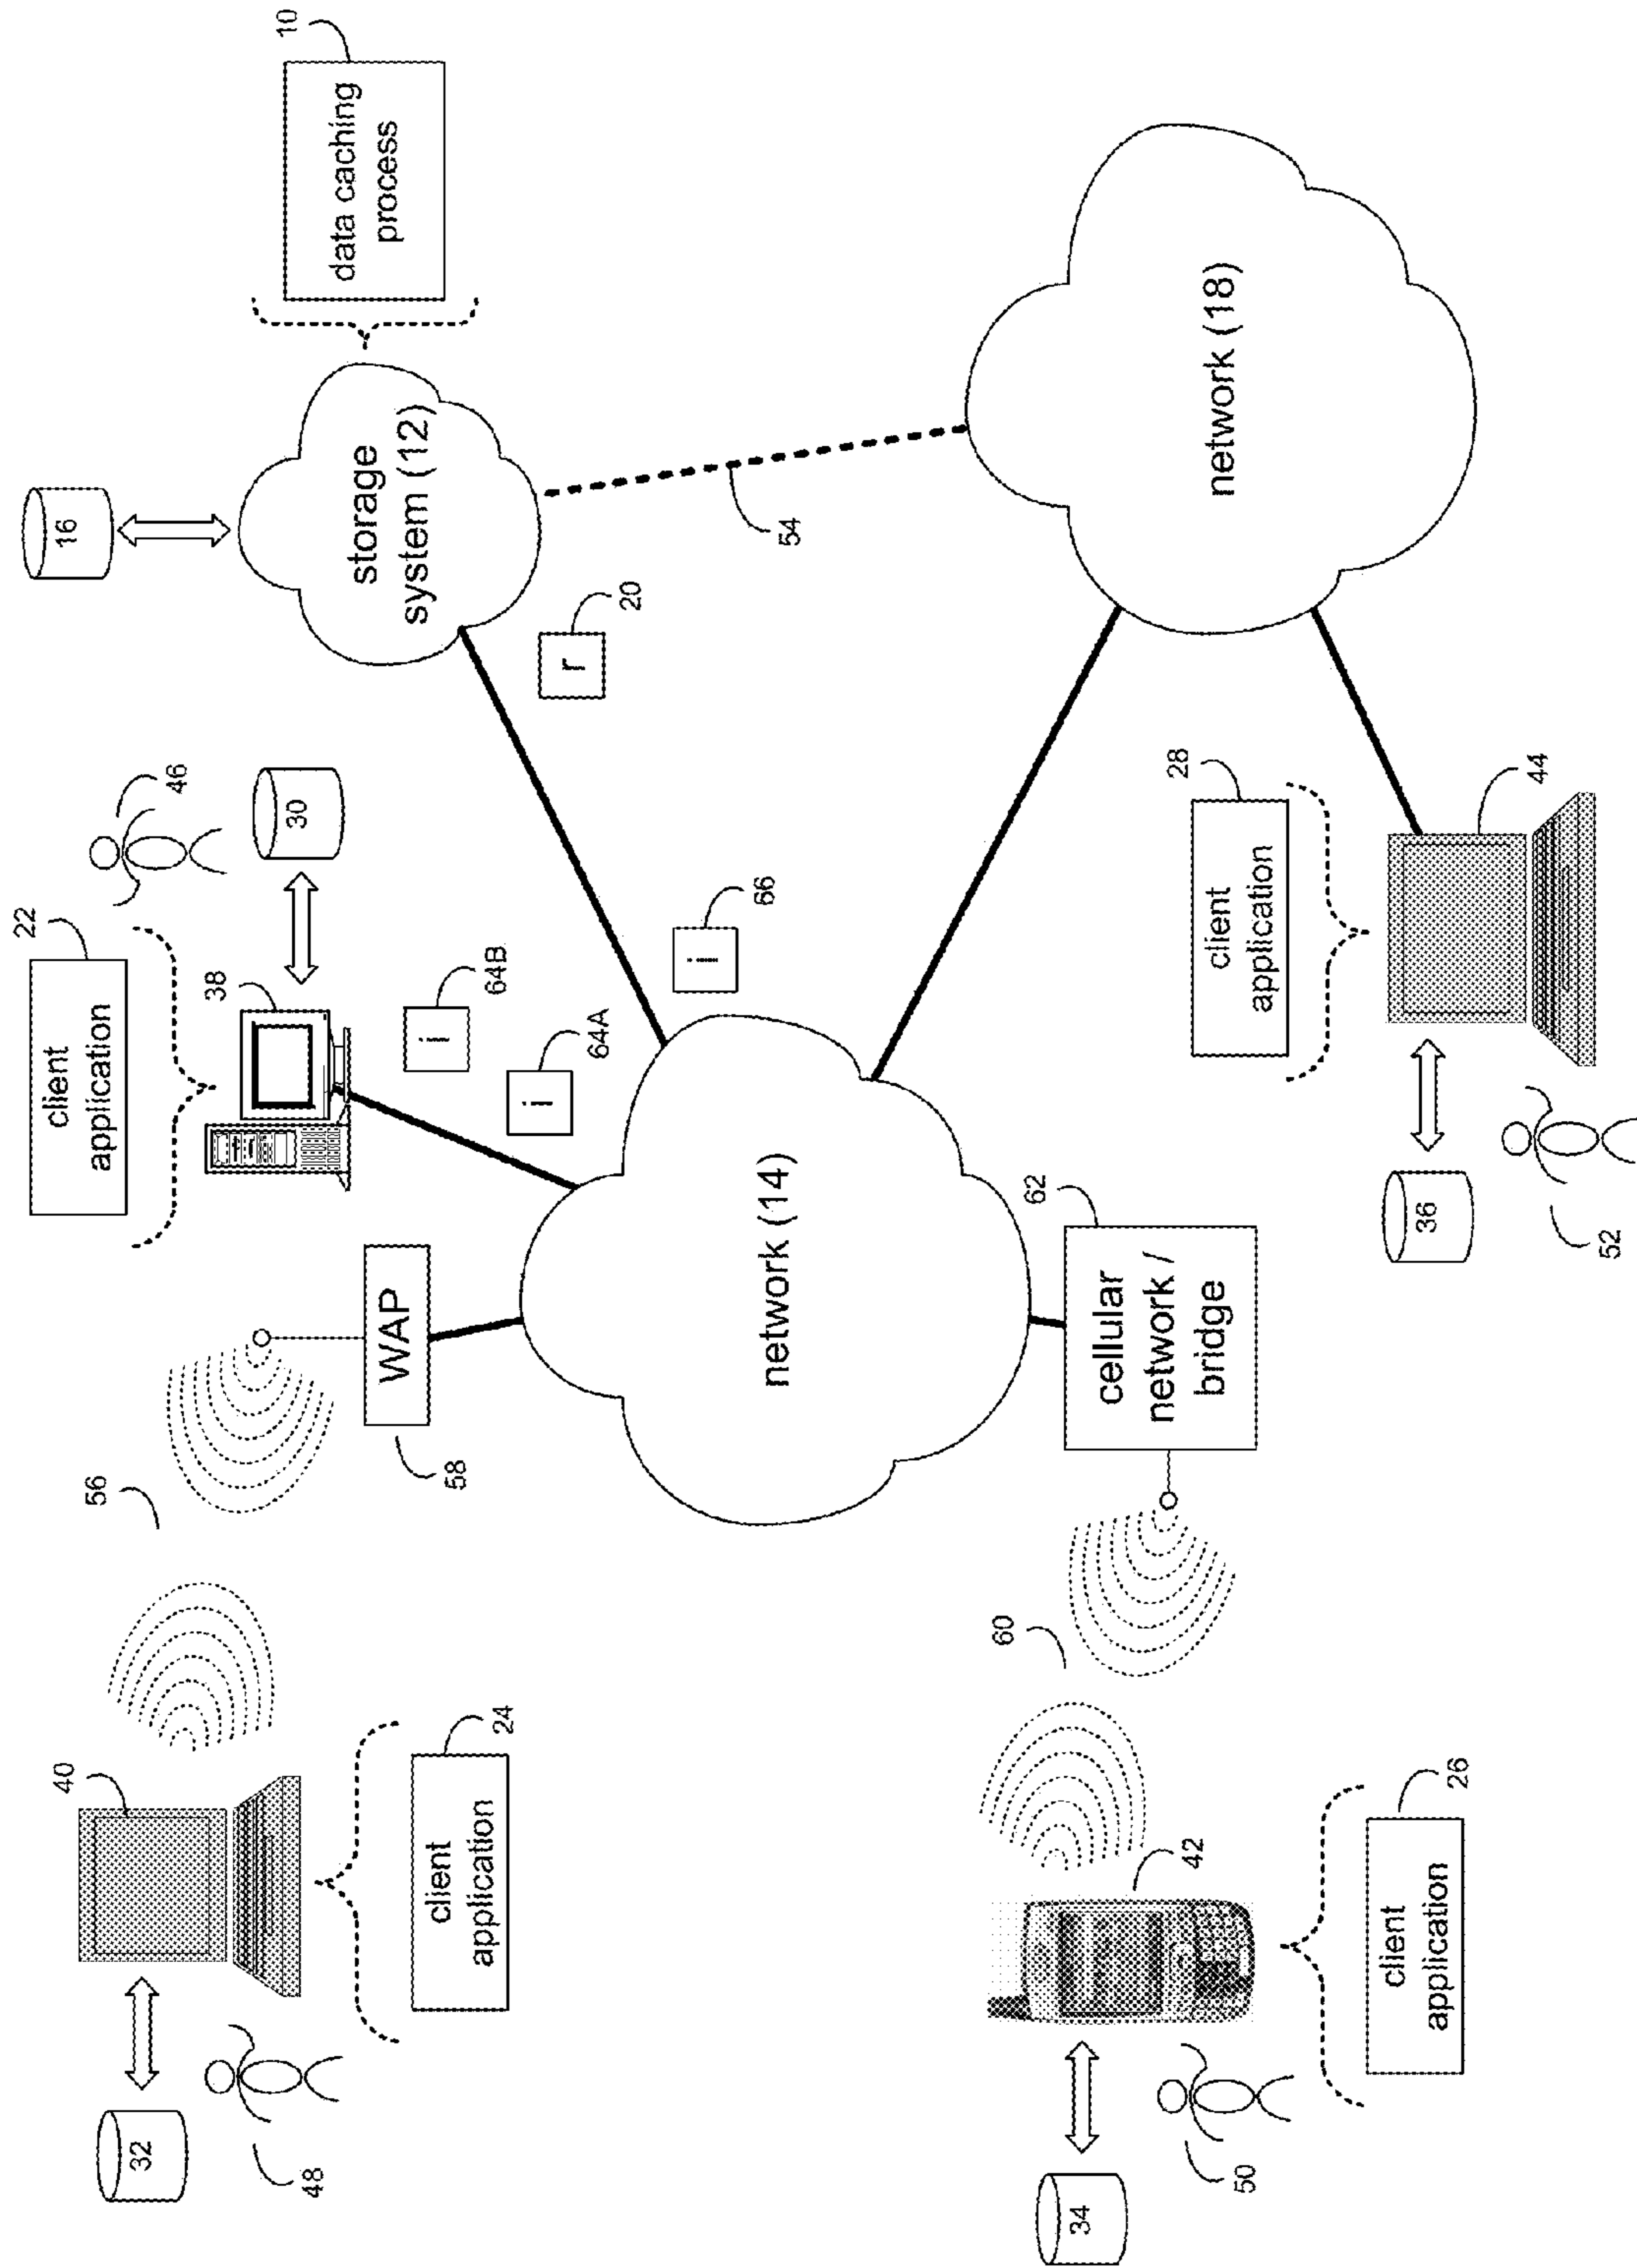 16
10
data caching
process
storage
system (12)
22
client
application
46
38
30
56
40
32
48
client
application
24
WAP
58
i
64B
i
64A
r
20
i
66
54
network (14)
60
62
cellular
network /
bridge
network (18)
28
client
application
34
42
50
client
application
26
36
44
52